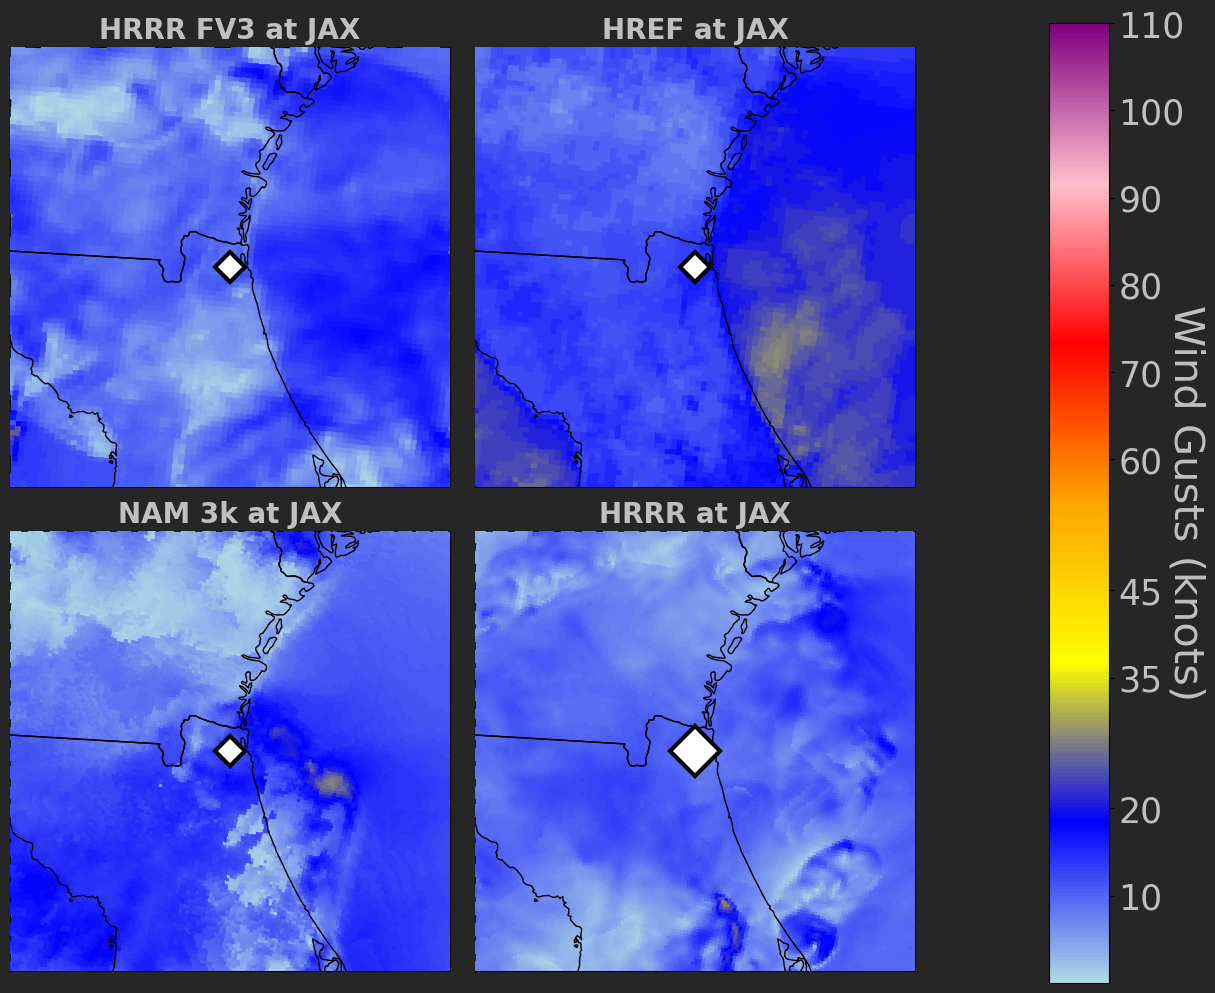 HRRR FV3 at JAX
HREF at JAX
NAM 3k at JAX
HRRR at JAX
110
100
90
80
70
60
45
35
20
10
Wind Gusts (knots)